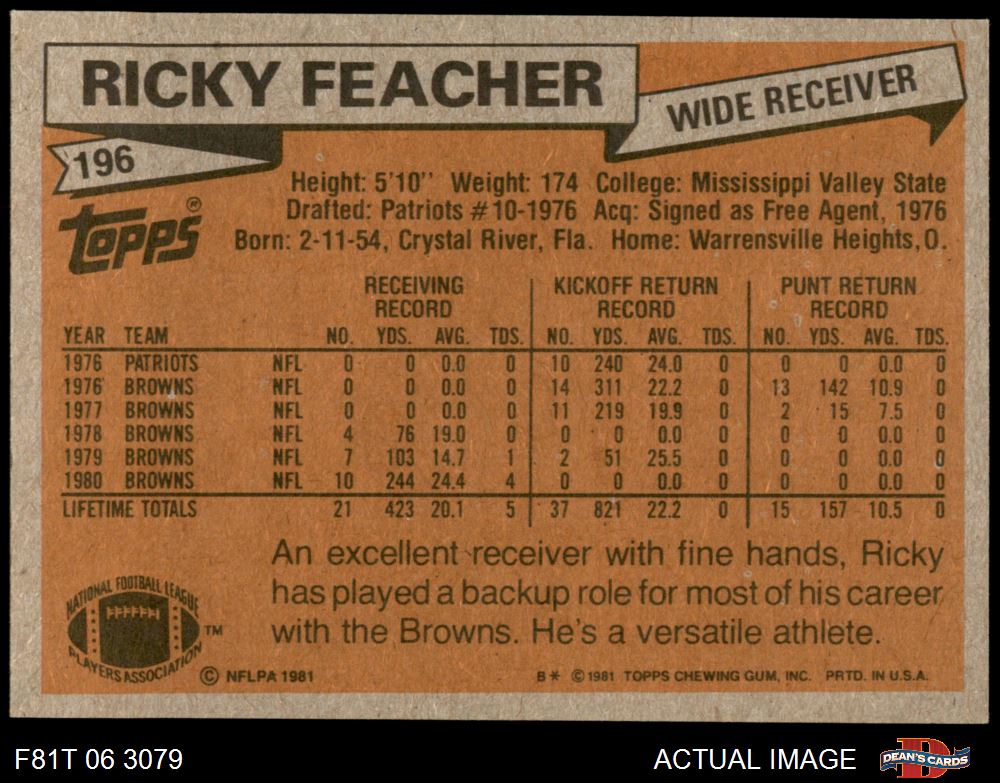 RICKY FEACHER
WIDE RECEIVER
196
Topps®
Height: 5'10" Weight: 174 College: Mississippi Valley State
Drafted: Patriots #10-1976 Acq: Signed as Free Agent, 1976
Born: 2-11-54, Crystal River, Fla. Home: Warrensville Heights, O.
RECEIVING RECORD KICKOFF RETURN RECORD PUNT RETURN RECORD
YEAR TEAM NO. YDS. AVG. TDS. NO. YDS. AVG. TDS. NO. YDS. AVG. TDS.
1976 PATRIOTS NFL 0 0 0.0 0 10 240 24.0 0 0 0 0.0 0
1976 BROWNS NFL 0 0 0.0 0 14 311 22.2 0 13 142 10.9 0
1977 BROWNS NFL 0 0 0.0 0 11 219 19.9 0 2 15 7.5 0
1978 BROWNS NFL 4 76 19.0 0 0 0 0.0 0 0 0 0.0 0
1979 BROWNS NFL 7 103 14.7 1 2 51 25.5 0 0 0 0.0 0
1980 BROWNS NFL 10 244 24.4 4 0 0 0.0 0 0 0 0.0 0
LIFETIME TOTALS 21 423 20.1 5 37 821 22.2 0 15 157 10.5 0
An excellent receiver with fine hands, Ricky
has played a backup role for most of his career
with the Browns. He's a versatile athlete.
NATIONAL FOOTBALL LEAGUE
PLAYERS ASSOCIATION
TM
© NFLPA 1981
B* ©1981 TOPPS CHEWING GUM, INC. PRTD. IN U.S.A.
F81T 06 3079
ACTUAL IMAGE
D
DEAN'S CARDS